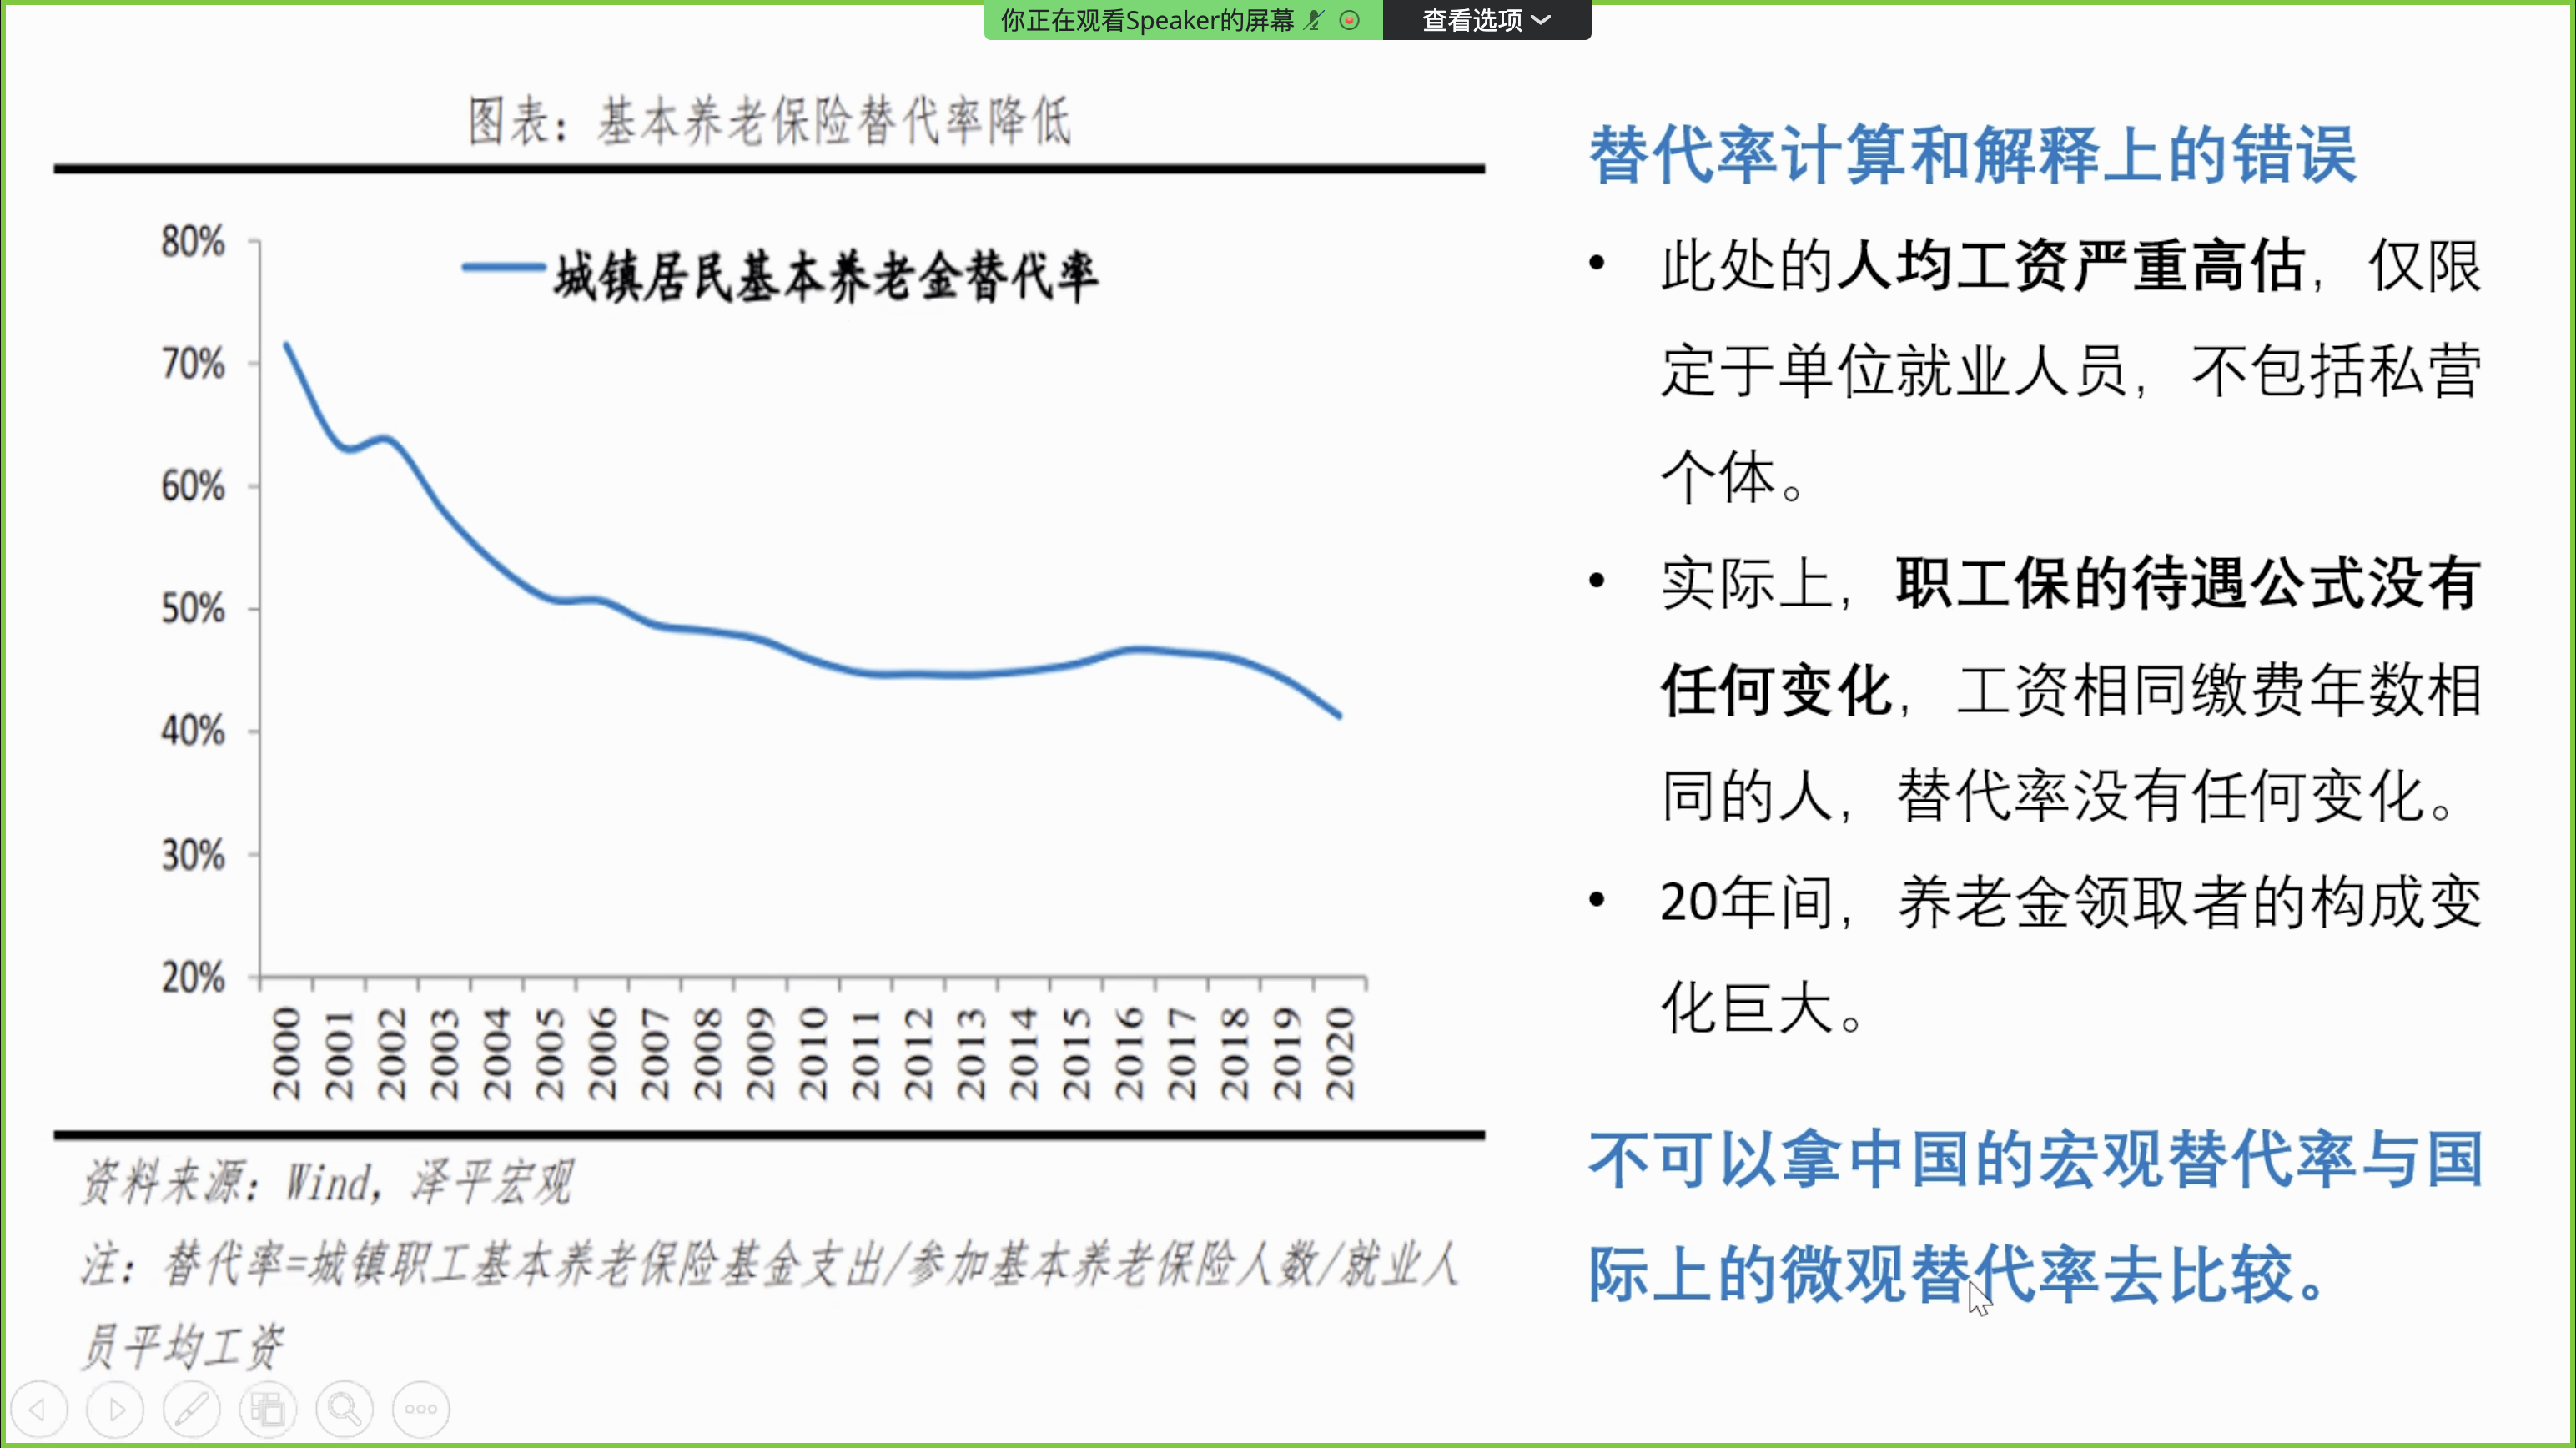 你正在观看Speaker的屏幕
查看选项
图表：基本养老保险替代率降低
城镇居民基本养老金替代率
80%
70%
60%
50%
40%
30%
20%
2000
2001
2002
2003
2004
2005
2006
2007
2008
2009
2010
2011
2012
2013
2014
2015
2016
2017
2018
2019
2020
资料来源：Wind，泽平宏观
注：替代率=城镇职工基本养老保险基金支出/参加基本养老保险人数/就业人
员平均工资
替代率计算和解释上的错误
• 此处的人均工资严重高估，仅限
定于单位就业人员，不包括私营
个体。
• 实际上，职工保的待遇公式没有
任何变化，工资相同缴费年数相
同的人，替代率没有任何变化。
• 20年间，养老金领取者的构成变
化巨大。
不可以拿中国的宏观替代率与国
际上的微观替代率去比较。